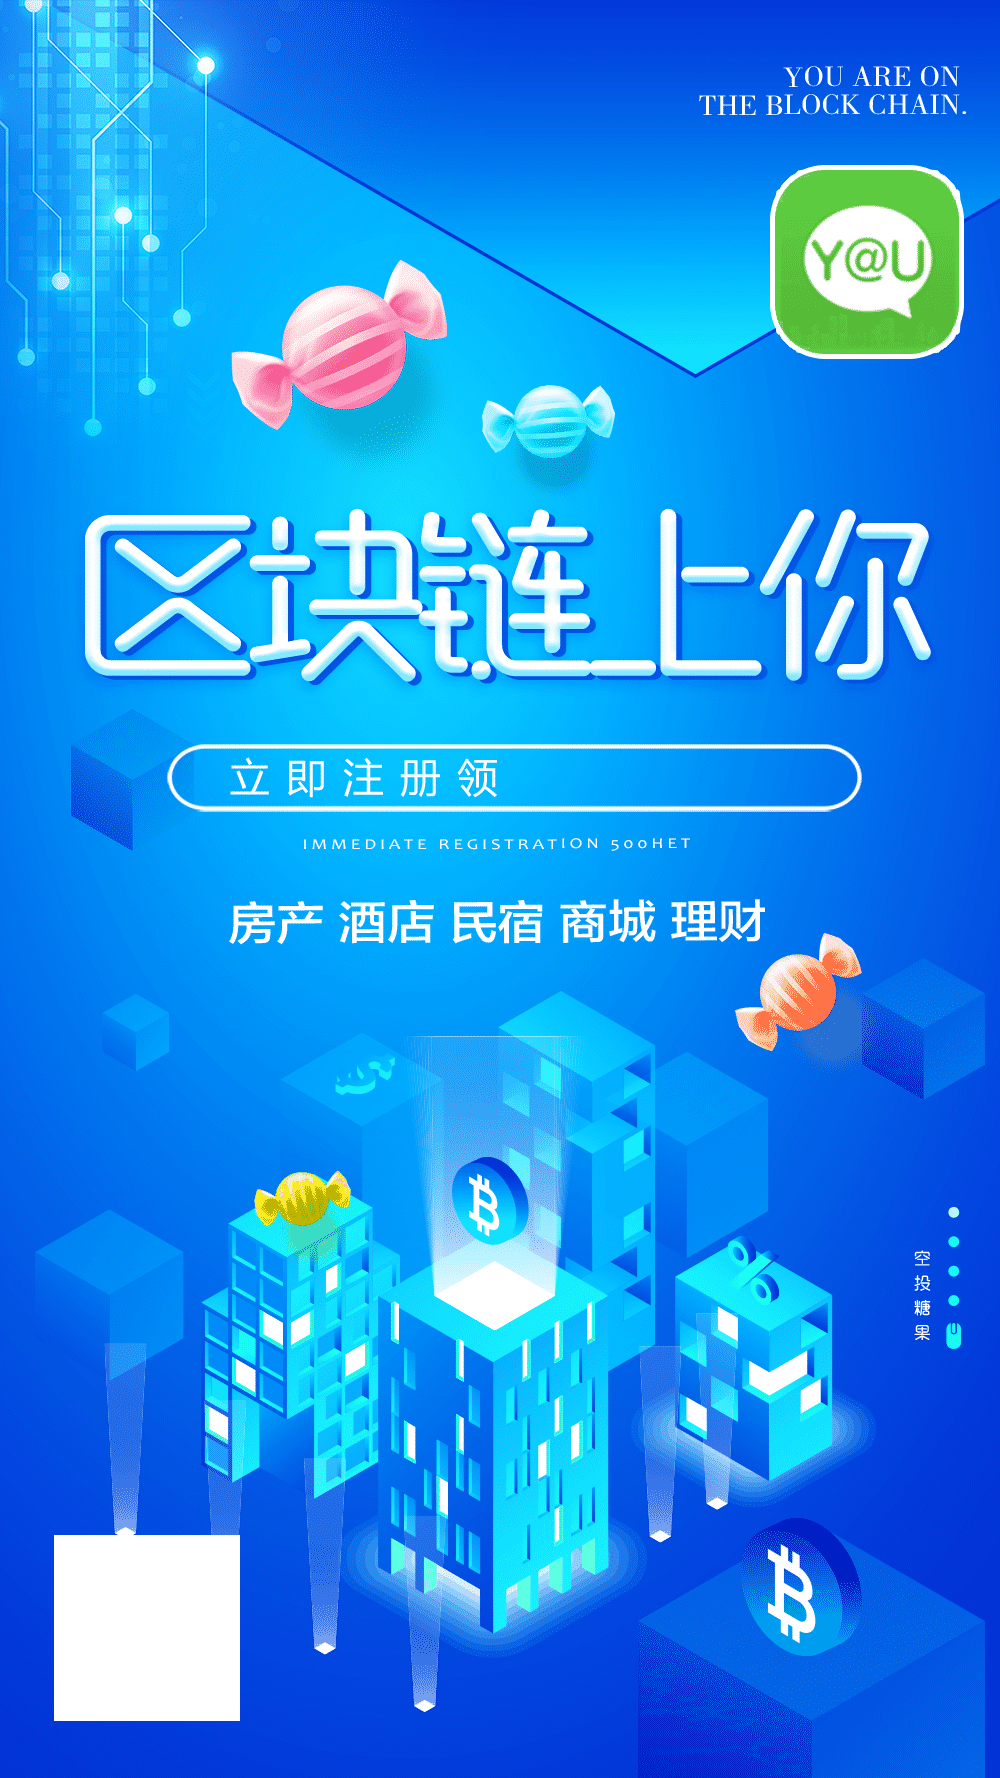 YOU ARE ON
THE BLOCK CHAIN.
Y@U
区块链上你
立即注册领
IMMEDIATE REGISTRATION 500HET
房产 酒店 民宿 商城 理财
空投糖果